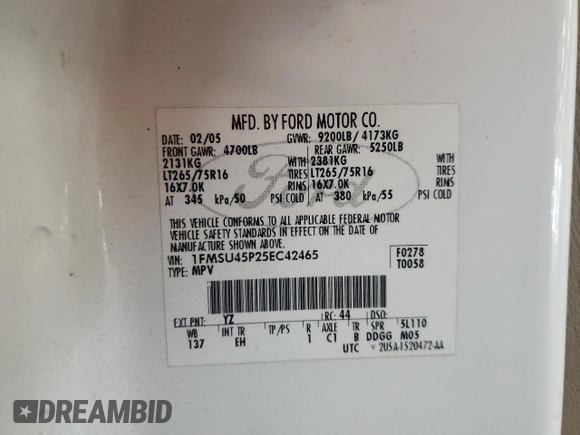 MFD. BY FORD MOTOR CO.
DATE: 02/05 GVWR: 9200LB/ 4173KG
FRONT GAWR: 4700LB REAR GAWR: 5250LB
2131KG WITH 2381KG WITH
LT265/75R16 TIRES LT265/75R16 TIRES
16X7.0K RIMS 16X7.0K RIMS
AT 345 kPa/50 PSI COLD AT 380 kPa/55 PSI COLD
Ford
THIS VEHICLE CONFORMS TO ALL APPLICABLE FEDERAL MOTOR
VEHICLE SAFETY STANDARDS IN EFFECT ON THE DATE OF
MANUFACTURE SHOWN ABOVE.
VIN: 1FMSU45P25EC42465 F0278
TYPE: MPV T0058
EXT PNT: YZ RC: 44 DSO:
WB INT TR TP/PS R AXLE TR SPR 5L110
137 EH 1 C1 B DDGG M05
UTC 2U5A-1520472-AA
DREAMBID